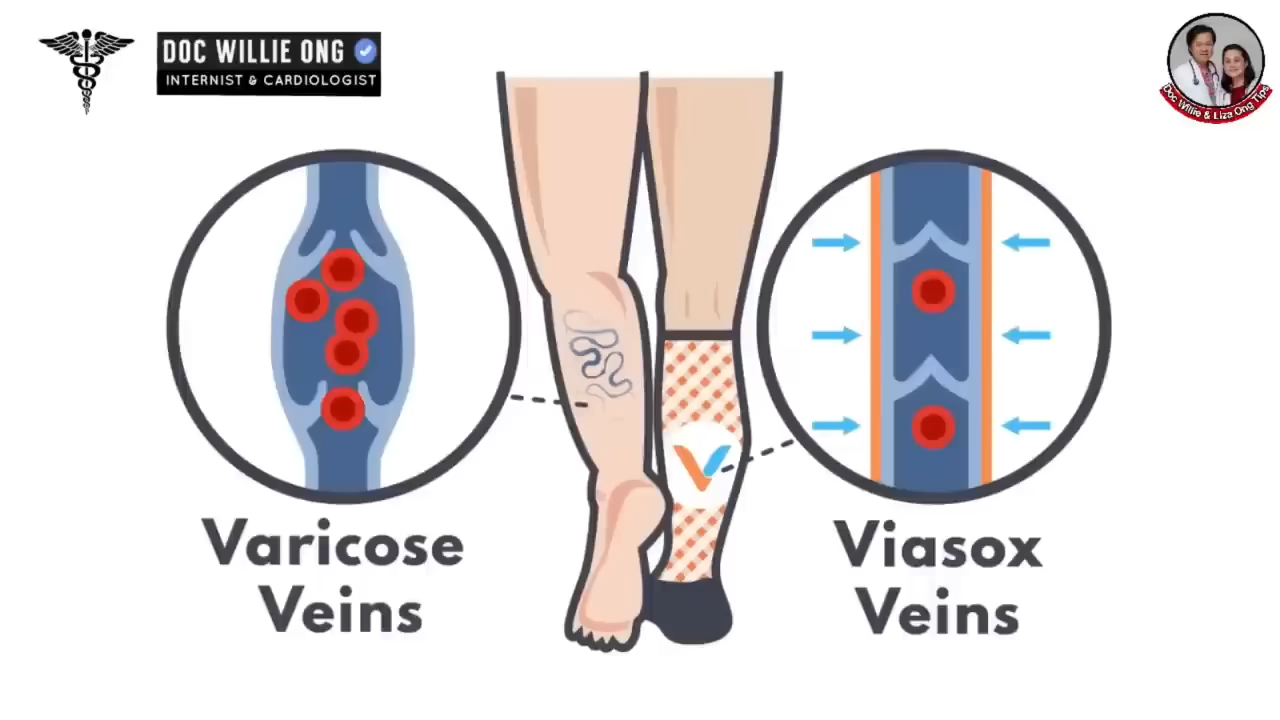 DOC WILLIE ONG
INTERNIST & CARDIOLOGIST
Doc Willie & Liza Ong Tips
Varicose
Veins
Viasox
Veins